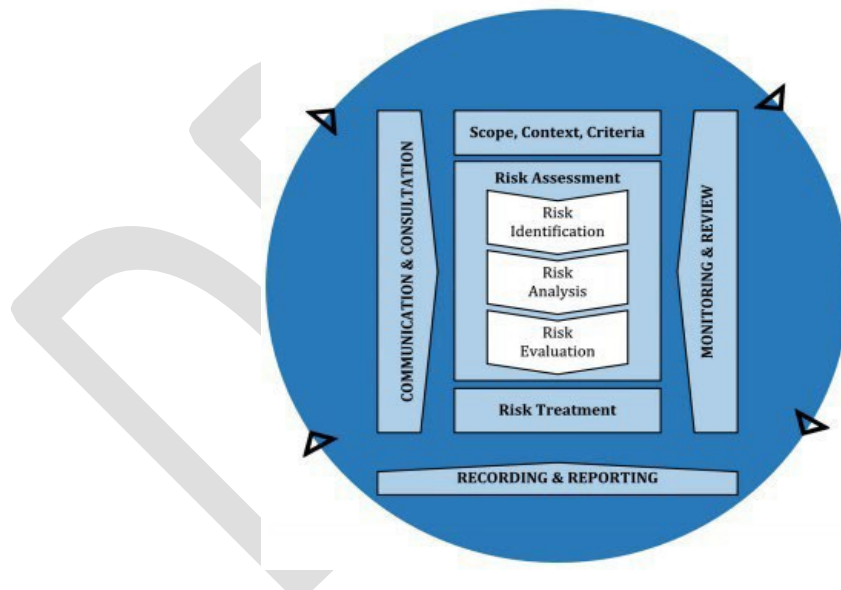 Scope, Context, Criteria
Risk Assessment
Risk
Identification
Risk
Analysis
Risk
Evaluation
Risk Treatment
COMMUNICATION & CONSULTATION
MONITORING & REVIEW
RECORDING & REPORTING